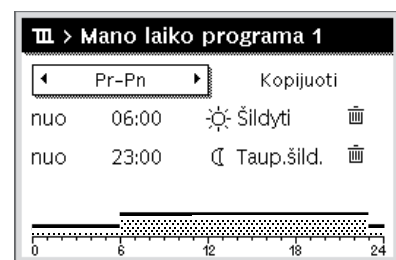 > Mano laiko programa 1
Pr-Pn Kopijuoti
nuo 06:00 Šildyti
nuo 23:00 Taup.šild.
0 6 12 18 24